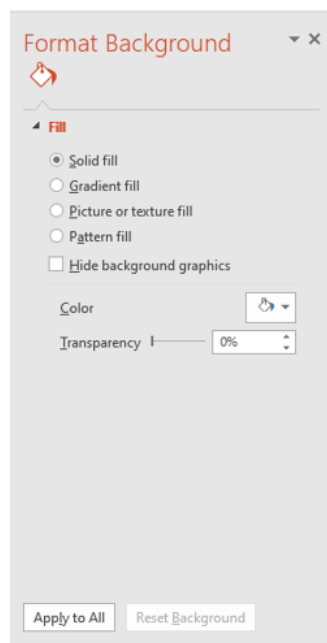 Format Background
Fill
Solid fill
Gradient fill
Picture or texture fill
Pattern fill
Hide background graphics
Color
Transparency 0%
Apply to All Reset Background